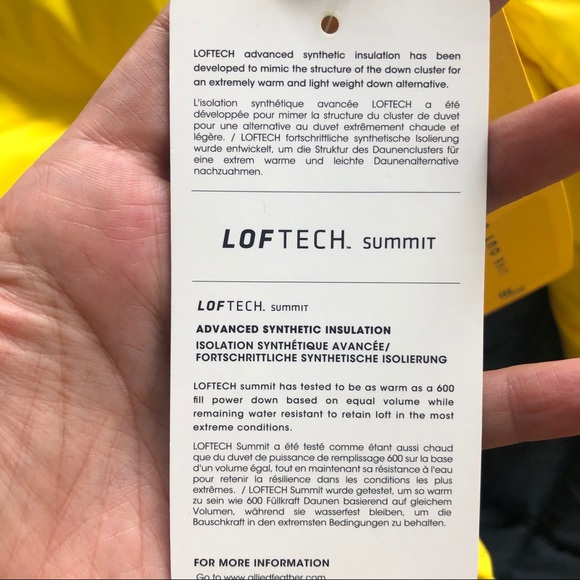 LOFTECH advanced synthetic insulation has been
developed to mimic the structure of the down cluster for
an extremely warm and light weight down alternative.
L'isolation synthétique avancée LOFTECH a été
développée pour mimer la structure du cluster de duvet
pour une alternative au duvet extrêmement chaude et
légère. / LOFTECH fortschrittliche synthetische Isolierung
wurde entwickelt, um die Struktur des Daunenclusters für
eine extrem warme und leichte Daunenalternative
nachzuahmen.
LOFTECH™ summit
LOFTECH. summit
ADVANCED SYNTHETIC INSULATION
ISOLATION SYNTHÉTIQUE AVANCÉE/
FORTSCHRITTLICHE SYNTHETISCHE ISOLIERUNG
LOFTECH summit has tested to be as warm as a 600
fill power down based on equal volume while
remaining water resistant to retain loft in the most
extreme conditions.
LOFTECH Summit a été testé comme étant aussi chaud
que du duvet de puissance de remplissage 600 sur la base
d'un volume égal, tout en maintenant sa résistance à l'eau
pour retenir la résilience dans les conditions les plus
extrêmes. / LOFTECH Summit wurde getestet, um so warm
zu sein wie 600 Füllkraft Daunen basierend auf gleichem
Volumen, während sie wasserfest bleiben, um die
Bauschkraft in den extremsten Bedingungen zu behalten.
FOR MORE INFORMATION
Go to www.alliedfeather.com